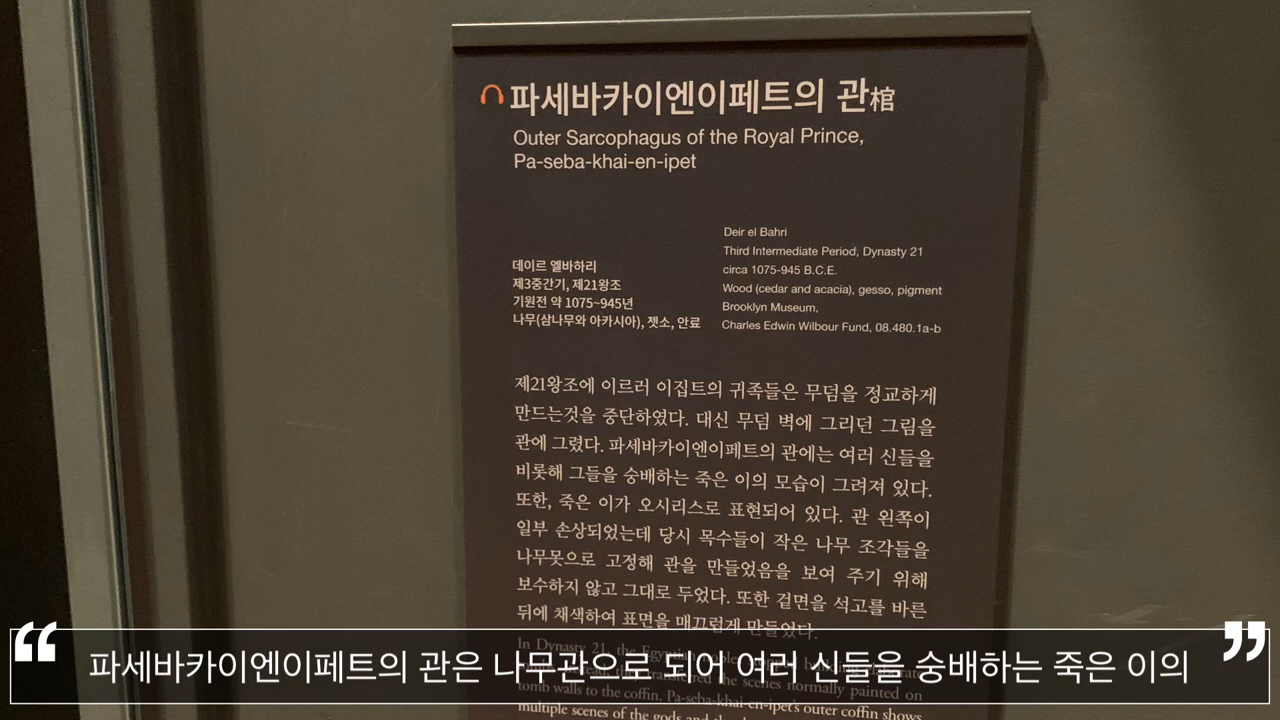 파세바카이엔이페트의 관棺
Outer Sarcophagus of the Royal Prince,
Pa-seba-khai-en-ipet
데이르 엘바하리
제3중간기, 제21왕조
기원전 약 1075~945년
나무(삼나무와 아카시아), 젯소, 안료
Deir el Bahri
Third Intermediate Period, Dynasty 21
circa 1075-945 B.C.E.
Wood (cedar and acacia), gesso, pigment
Brooklyn Museum,
Charles Edwin Wilbour Fund, 08.480.1a-b
제21왕조에 이르러 이집트의 귀족들은 무덤을 정교하게
만드는것을 중단하였다. 대신 무덤 벽에 그리던 그림을
관에 그렸다. 파세바카이엔이페트의 관에는 여러 신들을
비롯해 그들을 숭배하는 죽은 이의 모습이 그려져 있다.
또한, 죽은 이가 오시리스로 표현되어 있다. 관 왼쪽이
일부 손상되었는데 당시 목수들이 작은 나무 조각들을
나무못으로 고정해 관을 만들었음을 보여 주기 위해
보수하지 않고 그대로 두었다. 또한 겉면을 석고를 바른
뒤에 채색하여 표면을 매끄럽게 만들었다.
In Dynasty 21, the Egyptian
the scenes normally painted on
tomb walls to the coffin. Pa-seba-khai-en-ipet's outer coffin shows
multiple scenes of the gods and
“파세바카이엔이페트의 관은 나무관으로 되어 여러 신들을 숭배하는 죽은 이의”